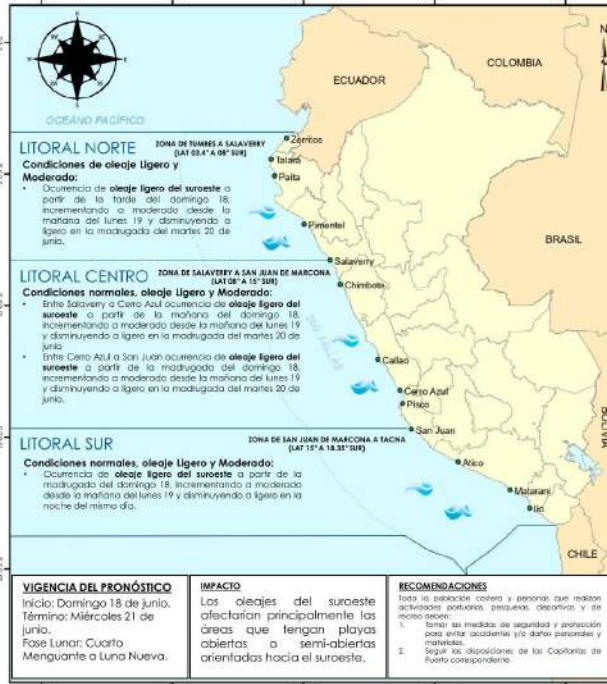 N
COLOMBIA
ECUADOR
OCEANO PACÍFICO
LITORAL NORTE
ZONA DE TUMBES A SALAVERRY
(LAT 03.4° A 08° SUR)
Condiciones de oleaje Ligero y
Moderado:
• Ocurrencia de oleaje ligero del suroeste a
partir de la tarde del domingo 18,
incrementando a moderado desde la
mañana del lunes 19 y disminuyendo a
ligero en la madrugada del martes 20 de
junio.
Zorritos
Talara
Paita
Pimentel
BRASIL
LITORAL CENTRO
ZONA DE SALAVERRY A SAN JUAN DE MARCONA
(LAT 08° A 15° SUR)
Condiciones normales, oleaje Ligero y Moderado:
• Entre Salaverry a Cerro Azul ocurrencia de oleaje ligero del
suroeste a partir de la mañana del domingo 18,
incrementando a moderado desde la mañana del lunes 19
y disminuyendo a ligero en la madrugada del martes 20 de
junio
• Entre Cerro Azul a San Juan ocurrencia de oleaje ligero del
suroeste a partir de la madrugada del domingo 18,
incrementando a moderado desde la mañana del lunes 19
y disminuyendo a ligero en la madrugada del martes 20 de
junio.
Salaverry
Chimbote
200 MILLAS
Callao
Cerro Azul
Pisco
San Juan
BOLIVIA
LITORAL SUR
ZONA DE SAN JUAN DE MARCONA A TACNA
(LAT 15° A 18.35° SUR)
Condiciones normales, oleaje Ligero y Moderado:
• Ocurrencia de oleaje ligero del suroeste a partir de la
madrugada del domingo 18, incrementando a moderado
desde la mañana del lunes 19 y disminuyendo a ligero en la
noche del mismo día.
Atico
Matarani
Ilo
CHILE
VIGENCIA DEL PRONÓSTICO
Inicio: Domingo 18 de junio.
Término: Miércoles 21 de
junio.
Fase Lunar: Cuarto
Menguante a Luna Nueva.
IMPACTO
Los oleajes del suroeste
afectarían principalmente las
áreas que tengan playas
abiertas o semi-abiertas
orientadas hacia el suroeste.
RECOMENDACIONES
Toda la población costera y personas que realizan
actividades portuarias, pesqueras, deportivas y de
recreo deben:
1. Tomar las medidas de seguridad y protección
para evitar accidentes y/o daños personales y
materiales.
2. Seguir las disposiciones de las Capitanías de
Puerto correspondiente.